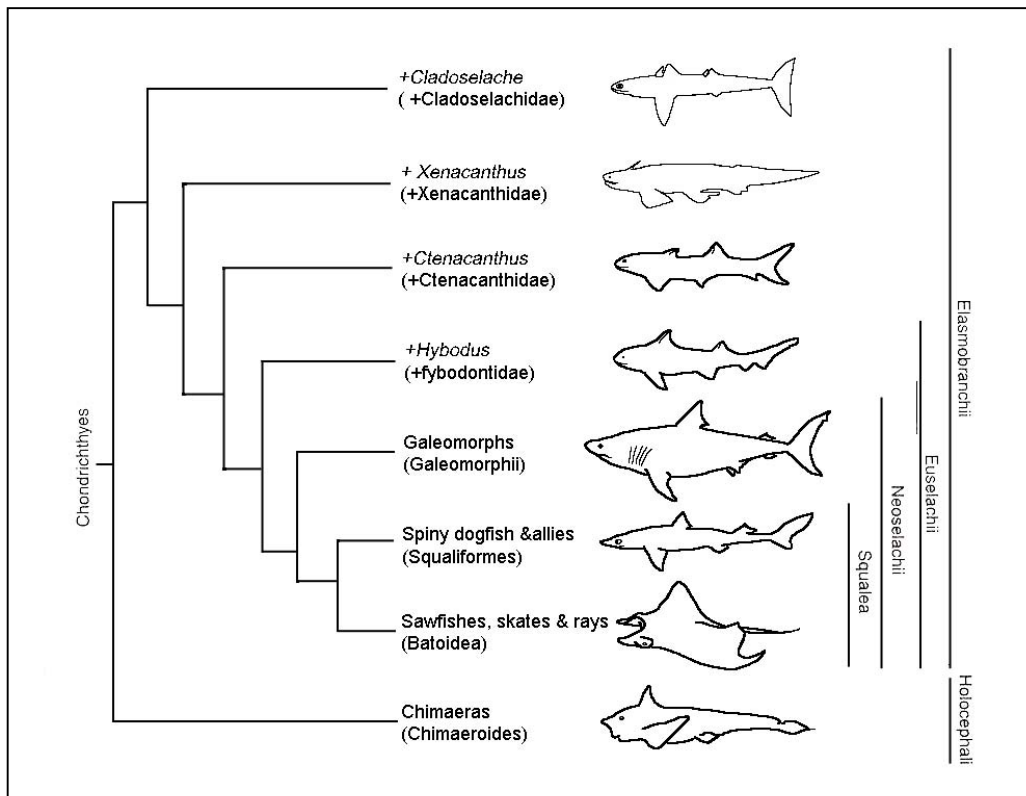 +Cladoselache
( +Cladoselachidae)
+ Xenacanthus
(+Xenacanthidae)
+Ctenacanthus
(+Ctenacanthidae)
+Hybodus
(+fybodontidae)
Galeomorphs
(Galeomorphii)
Spiny dogfish &allies
(Squaliformes)
Sawfishes, skates & rays
(Batoidea)
Chimaeras
(Chimaeroides)
Chondrichthyes
Squalea
Neoselachii
Euselachii
Elasmobranchii
Holocephali